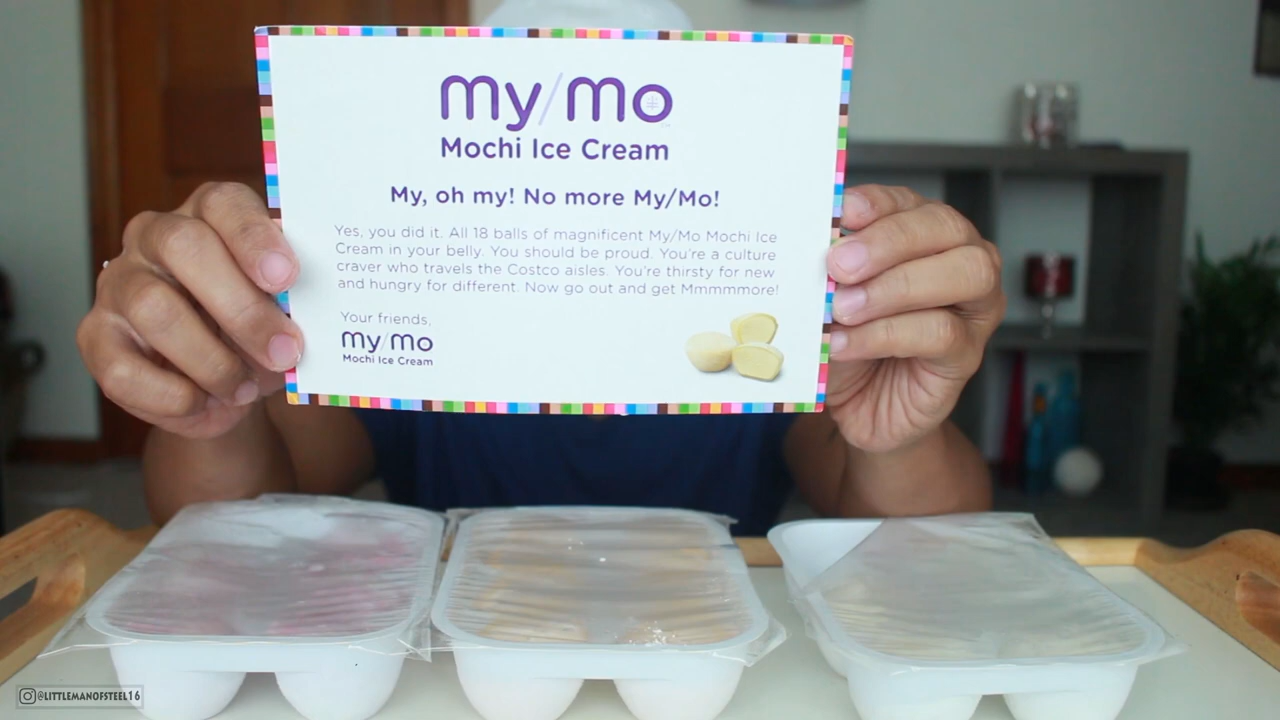 my/mo
Mochi Ice Cream
My, oh my! No more My/Mo!
Yes, you did it. All 18 balls of magnificent My/Mo Mochi Ice
Cream in your belly. You should be proud. You're a culture
craver who travels the Costco aisles. You're thirsty for new
and hungry for different. Now go out and get Mmmmmore!
Your friends,
my/mo
Mochi Ice Cream
@LITTLEMANOFSTEEL16